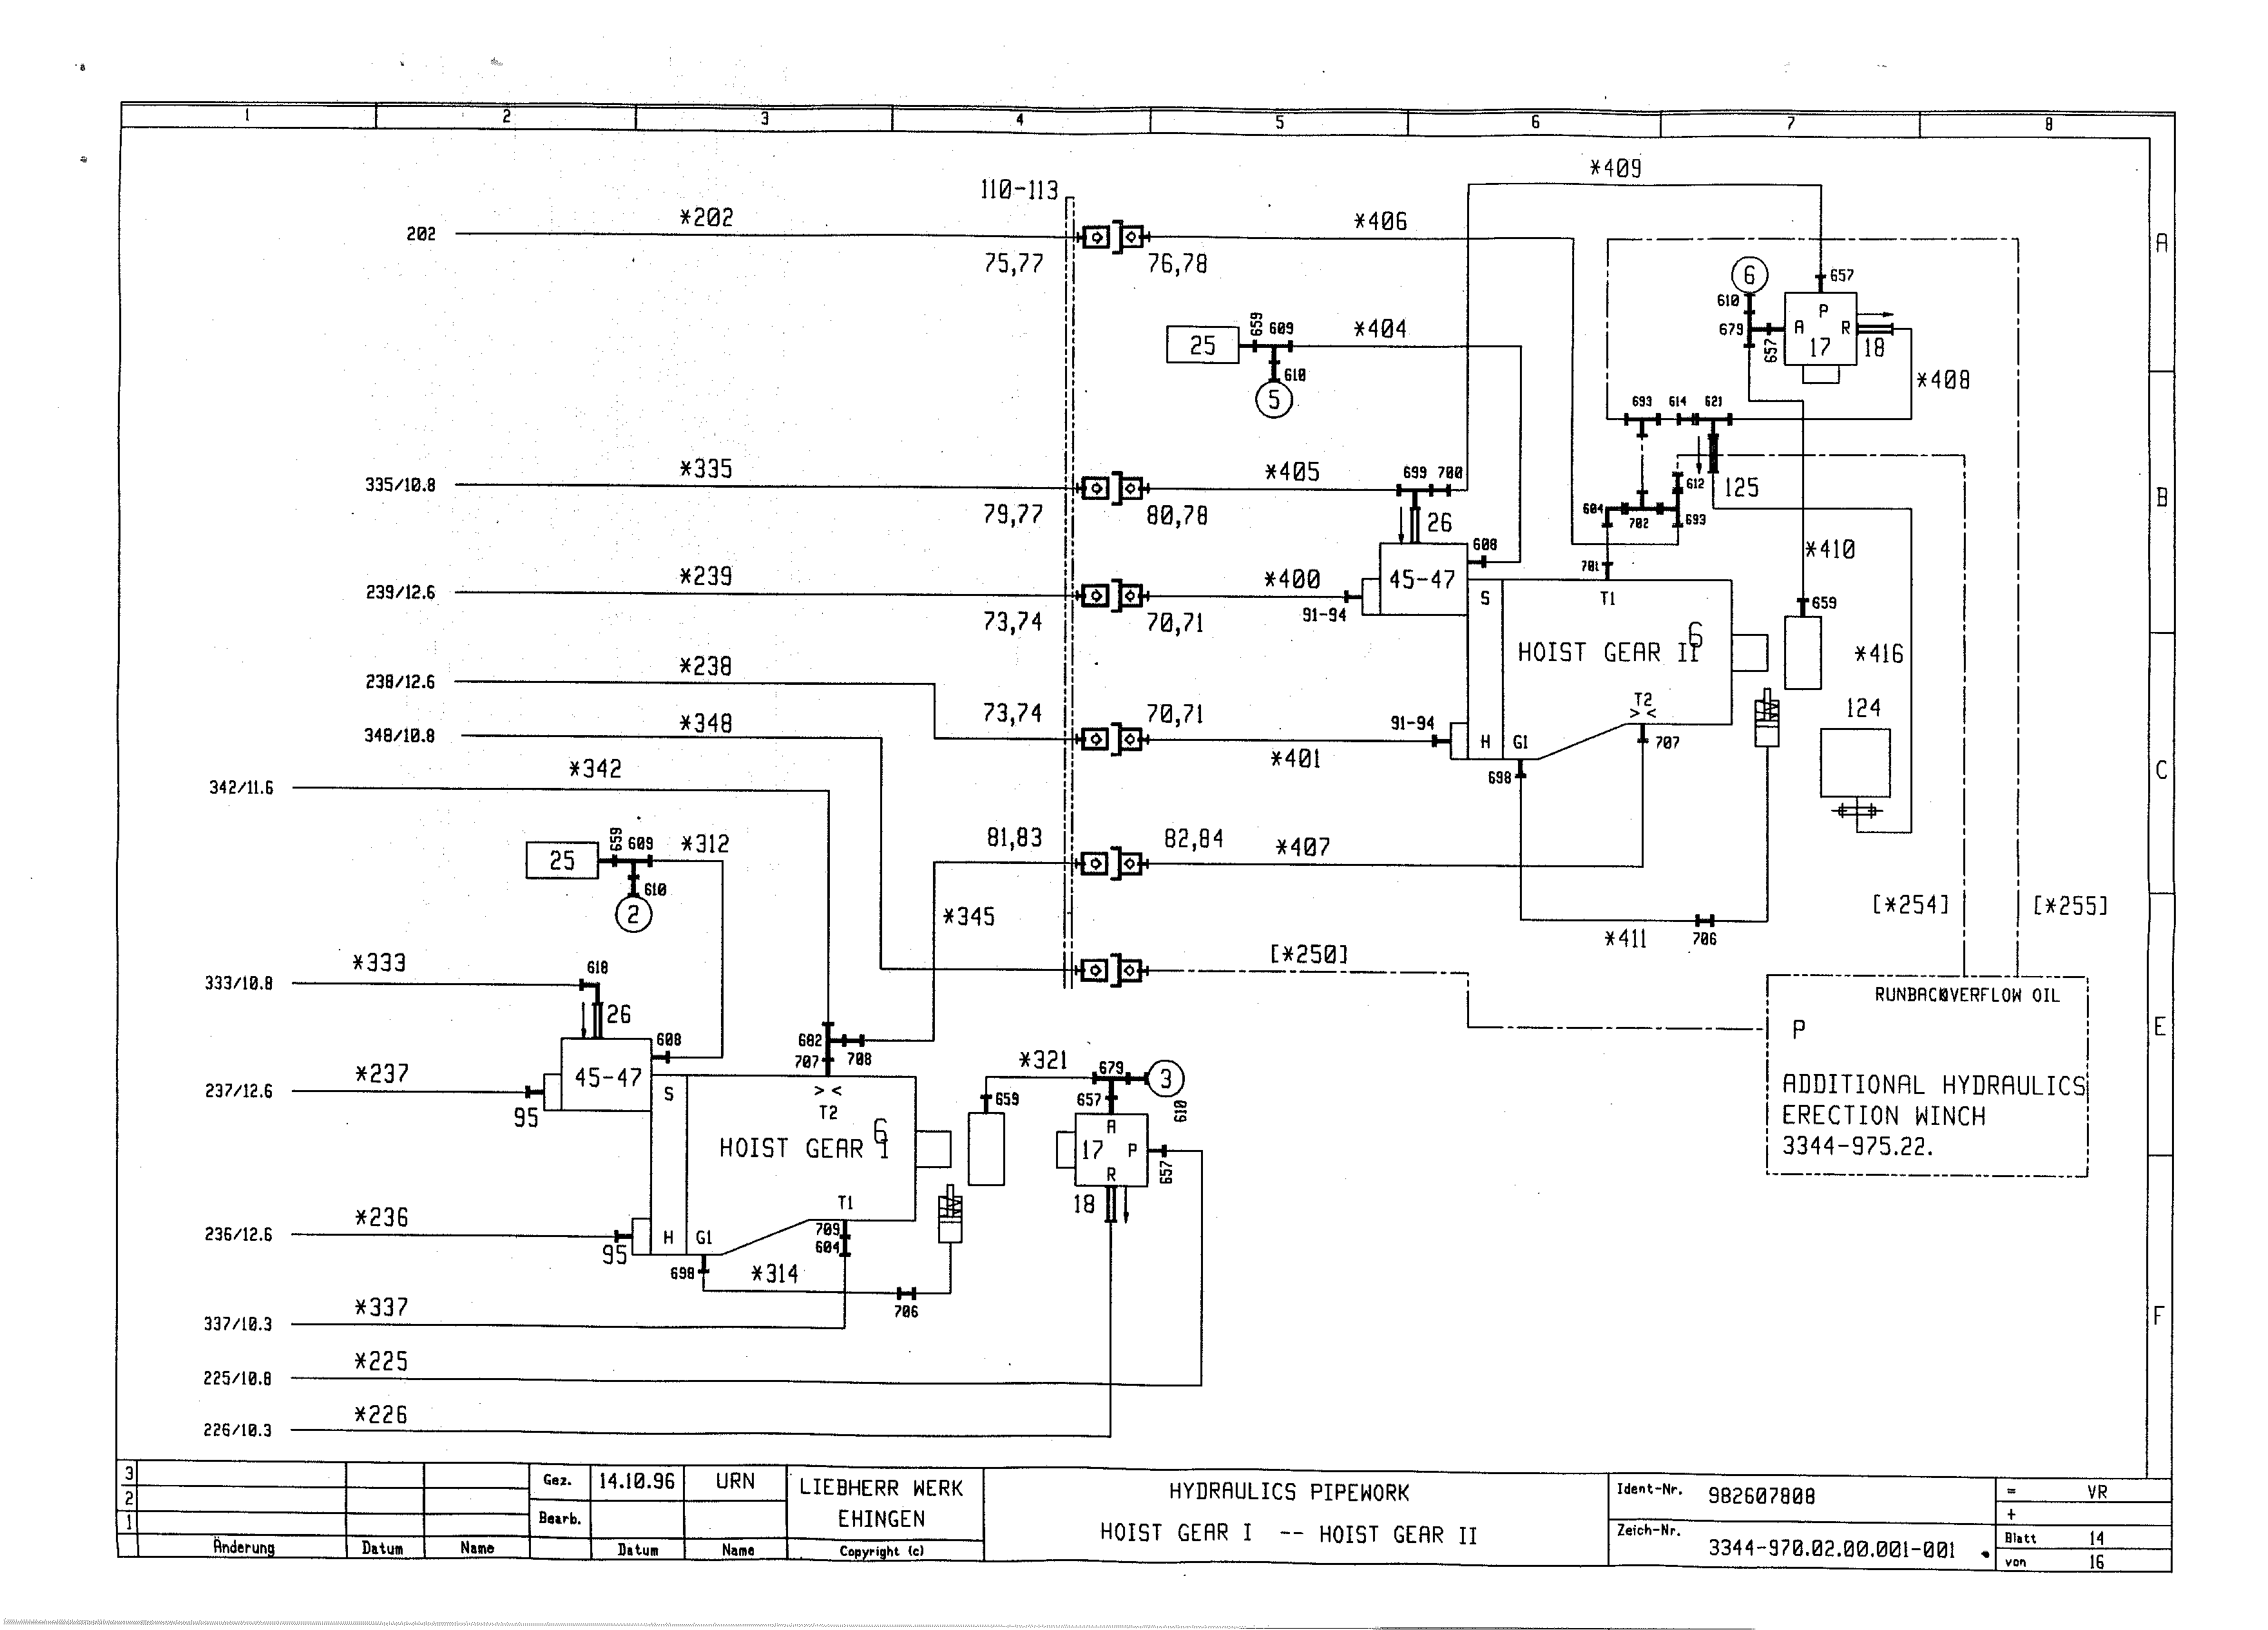 1 2 3 4 5 6 7 8
*409
110-113
*202
*406
202
A
75,77
76,78
6
657
610
P
679
A
R
659
609
*404
657
17
18
25
610
*408
5
693
614
621
*335
*405
699
700
335/10.8
612
125
B
79,77
80,78
26
604
702
693
608
*410
*239
*400
701
239/12.6
45-47
91-94
S
T1
659
73,74
70,71
6
*238
HOIST GEAR II
*416
238/12.6
T2
> <
*348
73,74
70,71
91-94
124
348/10.8
H
G1
707
*401
C
*342
698
342/11.6
81,83
82,84
*407
659
609
*312
25
610
[*254]
[*255]
2
*345
*411
706
[*250]
*333
618
333/10.8
RUNBACOVERFLOW OIL
26
P
E
682
608
707
708
*321
679
3
*237
45-47
ADDITIONAL HYDRAULICS
237/12.6
S
> <
659
657
610
T2
ERECTION WINCH
95
A
6
17
P
HOIST GEAR I
3344-975.22.
R
657
T1
18
*236
709
236/12.6
H
G1
604
95
698
*314
706
*337
337/10.3
F
*225
225/10.8
*226
226/10.3
3
Gez.
14.10.96
URN
LIEBHERR WERK
EHINGEN
HYDRAULICS PIPEWORK
HOIST GEAR I -- HOIST GEAR II
Ident-Nr.
982607808
=
VR
2
+
1
Bearb.
Zeich-Nr.
3344-970.02.00.001-001
Blatt
14
Änderung
Datum
Name
Datum
Name
Copyright (c)
von
16